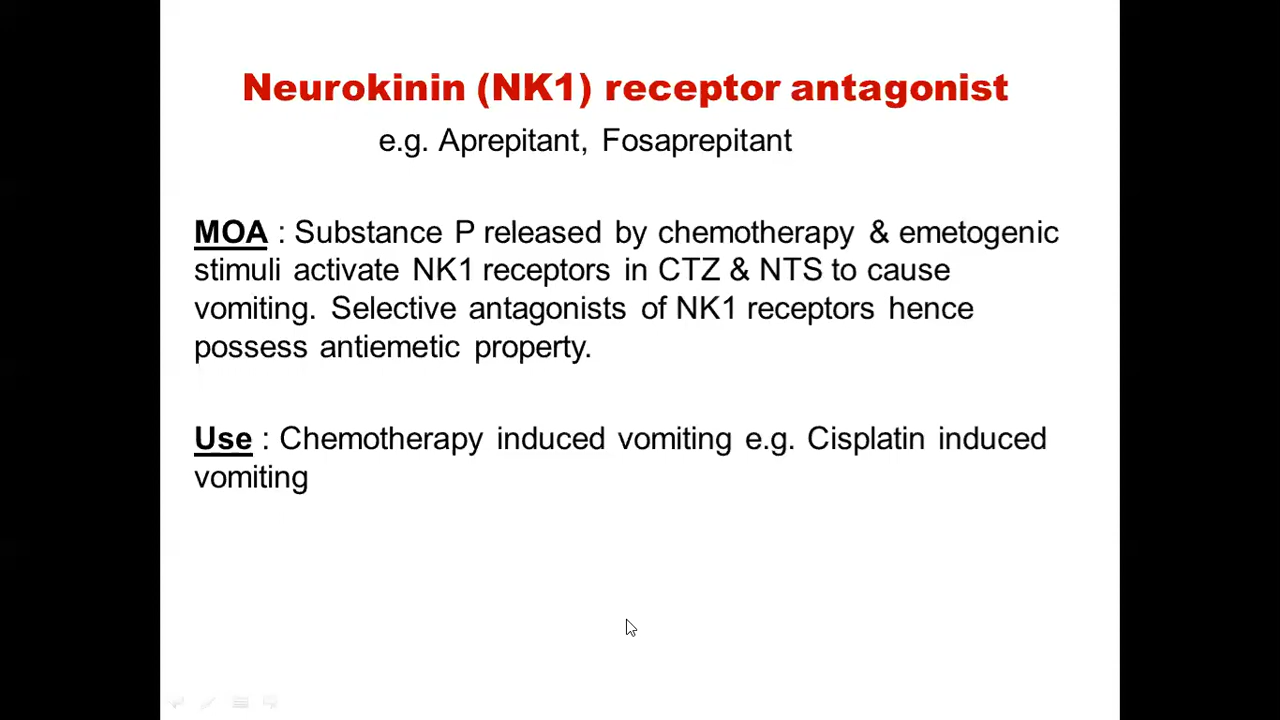 Neurokinin (NK1) receptor antagonist
e.g. Aprepitant, Fosaprepitant
MOA : Substance P released by chemotherapy & emetogenic
stimuli activate NK1 receptors in CTZ & NTS to cause
vomiting. Selective antagonists of NK1 receptors hence
possess antiemetic property.
Use : Chemotherapy induced vomiting e.g. Cisplatin induced
vomiting